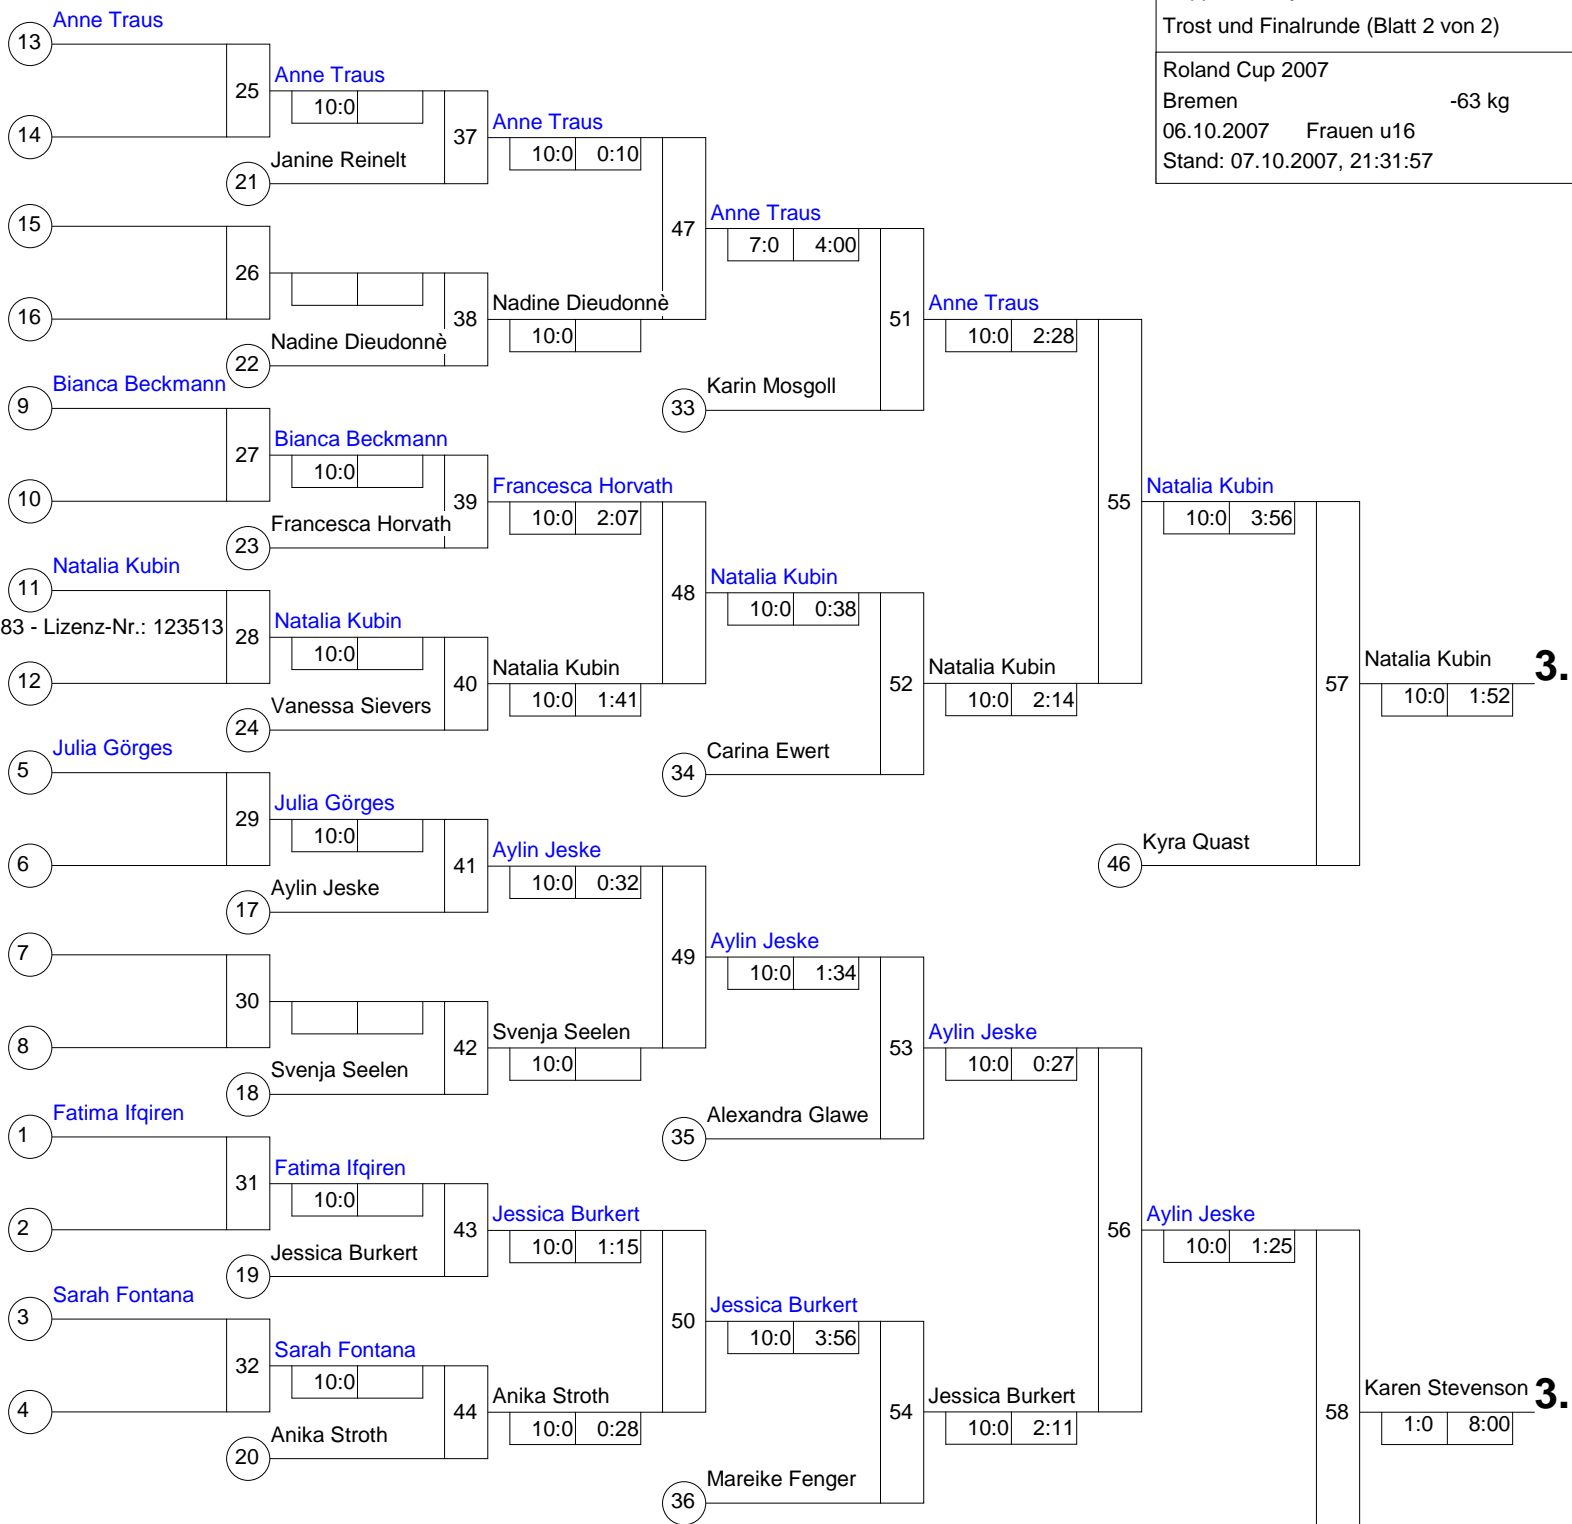 Trost und Finalrunde (Blatt 2 von 2)
Roland Cup 2007
Bremen -63 kg
06.10.2007 Frauen u16
Stand: 07.10.2007, 21:31:57
13 Anne Traus
14
25 Anne Traus
10:0
21 Janine Reinelt
37 Anne Traus
10:0 0:10
15
16
26
22 Nadine Dieudonnè
38 Nadine Dieudonnè
10:0
47 Anne Traus
7:0 4:00
33 Karin Mosgoll
51 Anne Traus
10:0 2:28
9 Bianca Beckmann
10
27 Bianca Beckmann
10:0
23 Francesca Horvath
39 Francesca Horvath
10:0 2:07
11 Natalia Kubin
83 - Lizenz-Nr.: 123513
12
28 Natalia Kubin
10:0
24 Vanessa Sievers
40 Natalia Kubin
10:0 1:41
48 Natalia Kubin
10:0 0:38
34 Carina Ewert
52 Natalia Kubin
10:0 2:14
55 Natalia Kubin
10:0 3:56
46 Kyra Quast
57 Natalia Kubin 3.
10:0 1:52
5 Julia Görges
6
29 Julia Görges
10:0
17 Aylin Jeske
41 Aylin Jeske
10:0 0:32
7
8
30
18 Svenja Seelen
42 Svenja Seelen
10:0
49 Aylin Jeske
10:0 1:34
35 Alexandra Glawe
53 Aylin Jeske
10:0 0:27
1 Fatima Ifqiren
2
31 Fatima Ifqiren
10:0
19 Jessica Burkert
43 Jessica Burkert
10:0 1:15
3 Sarah Fontana
4
32 Sarah Fontana
10:0
20 Anika Stroth
44 Anika Stroth
10:0 0:28
50 Jessica Burkert
10:0 3:56
36 Mareike Fenger
54 Jessica Burkert
10:0 2:11
56 Aylin Jeske
10:0 1:25
58 Karen Stevenson 3.
1:0 8:00